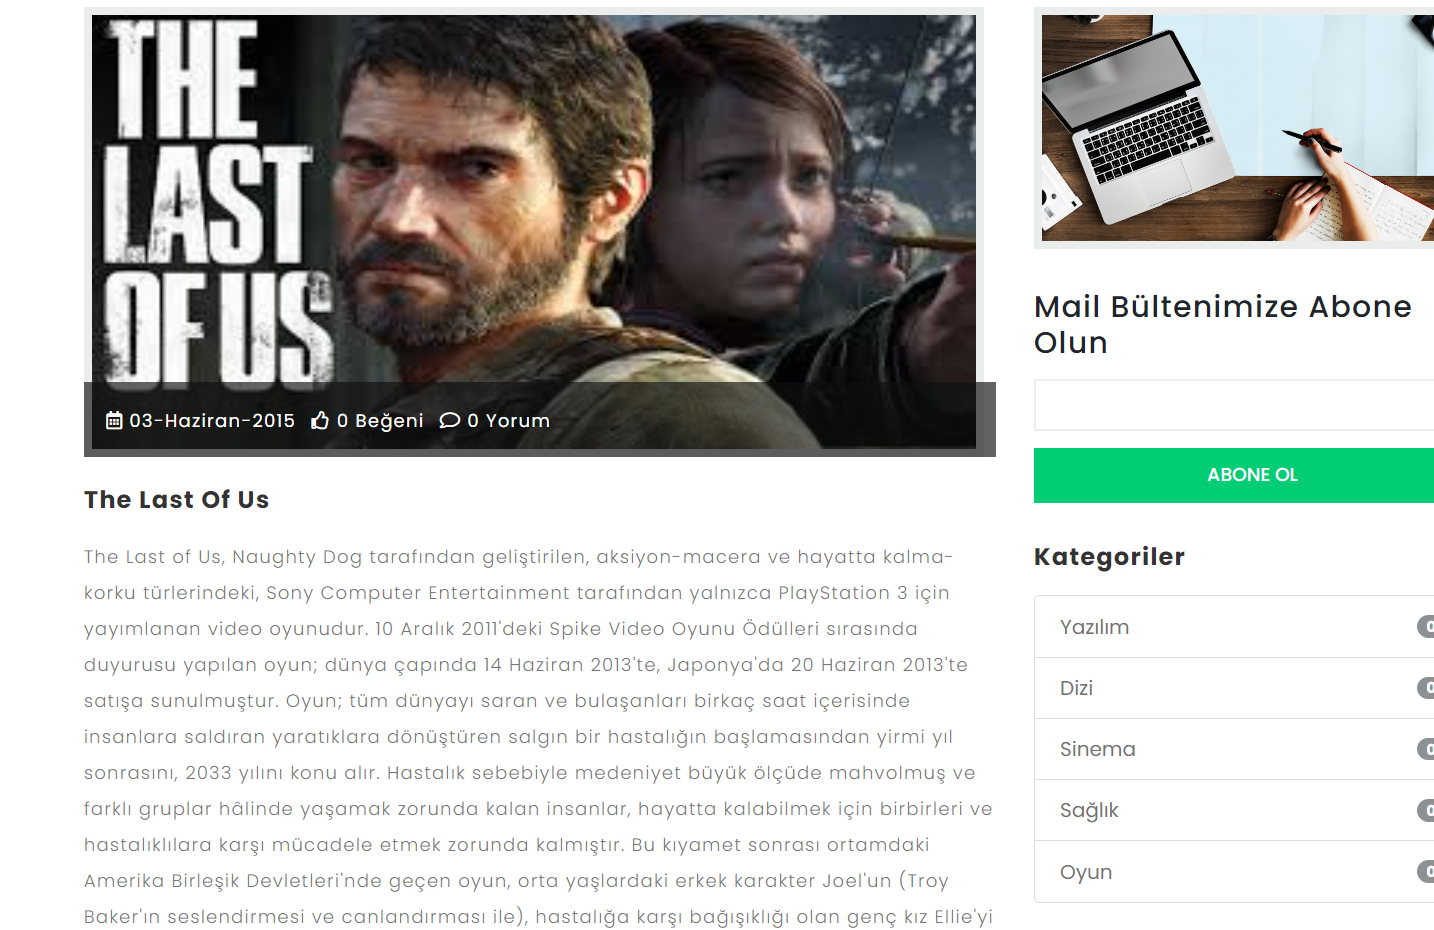 THE
LAST
OF US
03-Haziran-2015 0 Beğeni 0 Yorum
The Last Of Us
The Last of Us, Naughty Dog tarafından geliştirilen, aksiyon-macera ve hayatta kalma-
korku türlerindeki, Sony Computer Entertainment tarafından yalnızca PlayStation 3 için
yayımlanan video oyunudur. 10 Aralık 2011'deki Spike Video Oyunu Ödülleri sırasında
duyurusu yapılan oyun; dünya çapında 14 Haziran 2013'te, Japonya'da 20 Haziran 2013'te
satışa sunulmuştur. Oyun; tüm dünyayı saran ve bulaşanları birkaç saat içerisinde
insanlara saldıran yaratıklara dönüştüren salgın bir hastalığın başlamasından yirmi yıl
sonrasını, 2033 yılını konu alır. Hastalık sebebiyle medeniyet büyük ölçüde mahvolmuş ve
farklı gruplar hâlinde yaşamak zorunda kalan insanlar, hayatta kalabilmek için birbirleri ve
hastalıklılara karşı mücadele etmek zorunda kalmıştır. Bu kıyamet sonrası ortamdaki
Amerika Birleşik Devletleri'nde geçen oyun, orta yaşlardaki erkek karakter Joel'un (Troy
Baker'ın seslendirmesi ve canlandırması ile), hastalığa karşı bağışıklığı olan genç kız Ellie'yi
Mail Bültenimize Abone
Olun
ABONE OL
Kategoriler
Yazılım
Dizi
Sinema
Sağlık
Oyun